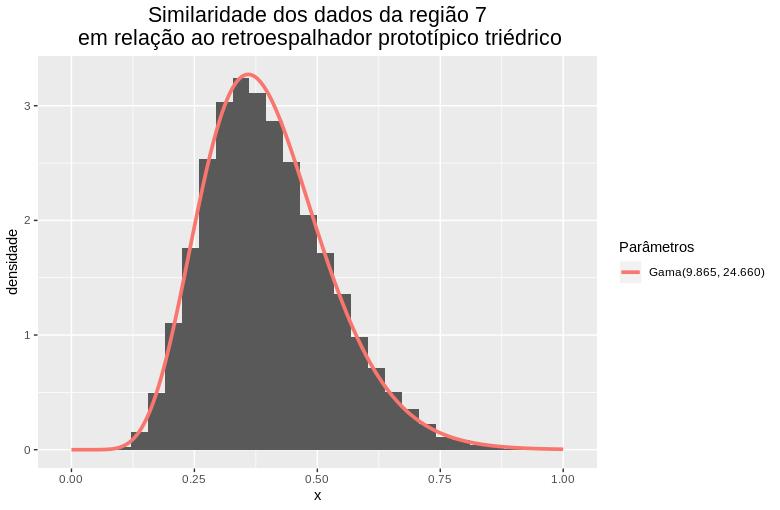 Similaridade dos dados da região 7
em relação ao retroespalhador prototípico triédrico
3
2
1
0
densidade
0.00 0.25 0.50 0.75 1.00
x
Parâmetros
Gama(9.865, 24.660)